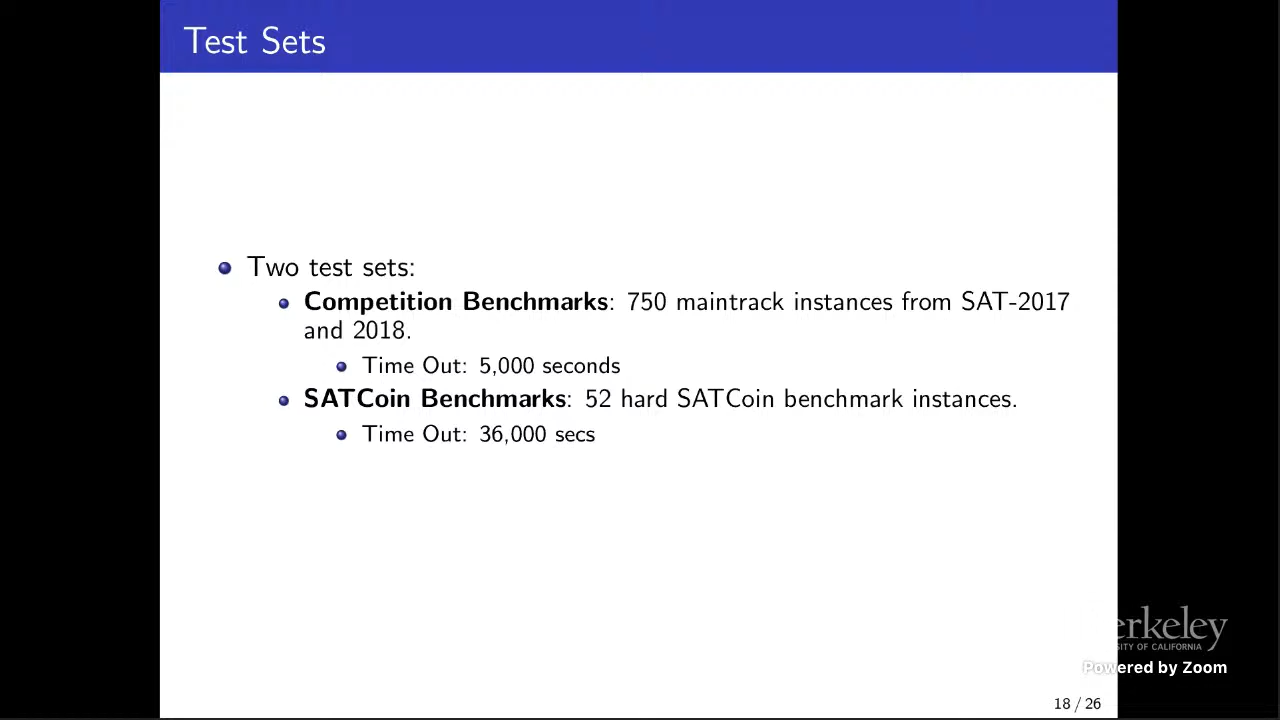 Test Sets
Two test sets:
Competition Benchmarks: 750 maintrack instances from SAT-2017
and 2018.
Time Out: 5,000 seconds
SATCoin Benchmarks: 52 hard SATCoin benchmark instances.
Time Out: 36,000 secs
erkeley
SITY OF CALIFORNIA
Powered by Zoom
18 / 26